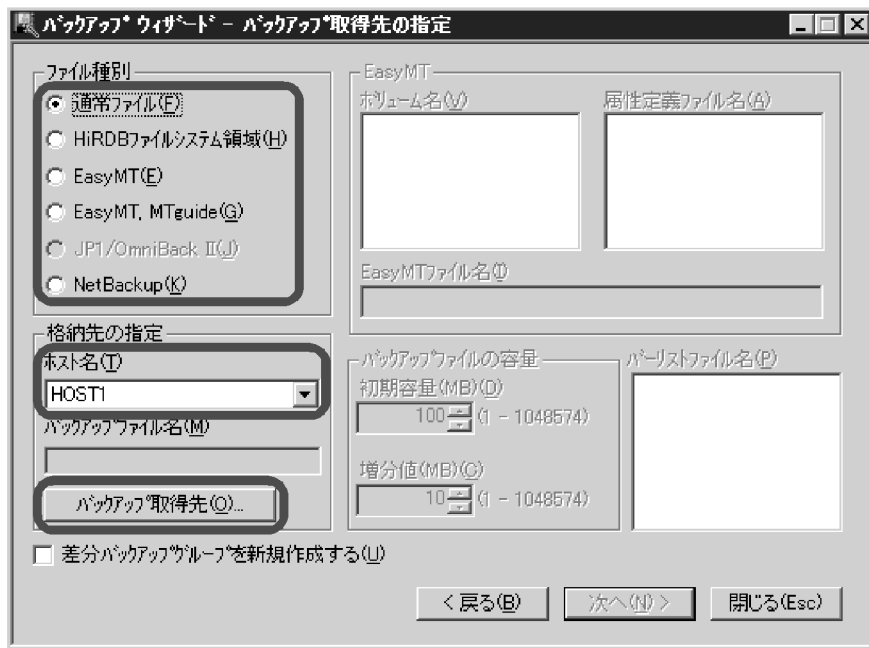 バックアップ ウィザード - バックアップ取得先の指定
ファイル種別
通常ファイル(F)
HiRDBファイルシステム領域(H)
EasyMT(E)
EasyMT, MTguide(G)
JP1/OmniBack II(J)
NetBackup(K)
格納先の指定
ホスト名(T)
HOST1
バックアップファイル名(M)
バックアップ取得先(O)...
EasyMT
ボリューム名(V)
属性定義ファイル名(A)
EasyMTファイル名(I)
バックアップファイルの容量
初期容量(MB)(D)
100 (1 - 1048574)
増分値(MB)(C)
10 (1 - 1048574)
バーリストファイル名(P)
差分バックアップグループを新規作成する(U)
< 戻る(B)
次へ(N) >
閉じる(Esc)